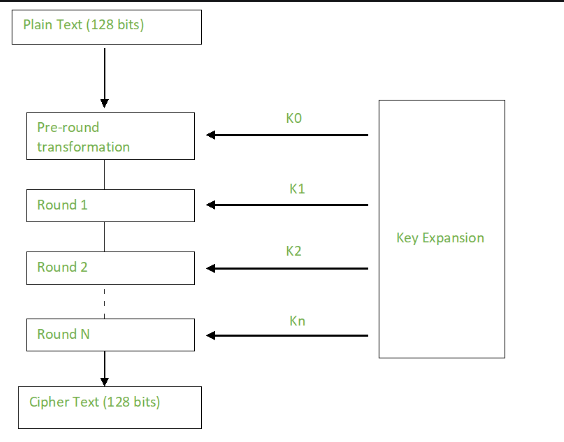 Plain Text (128 bits)
Pre-round
transformation
K0
Round 1
K1
Key Expansion
Round 2
K2
Round N
Kn
Cipher Text (128 bits)